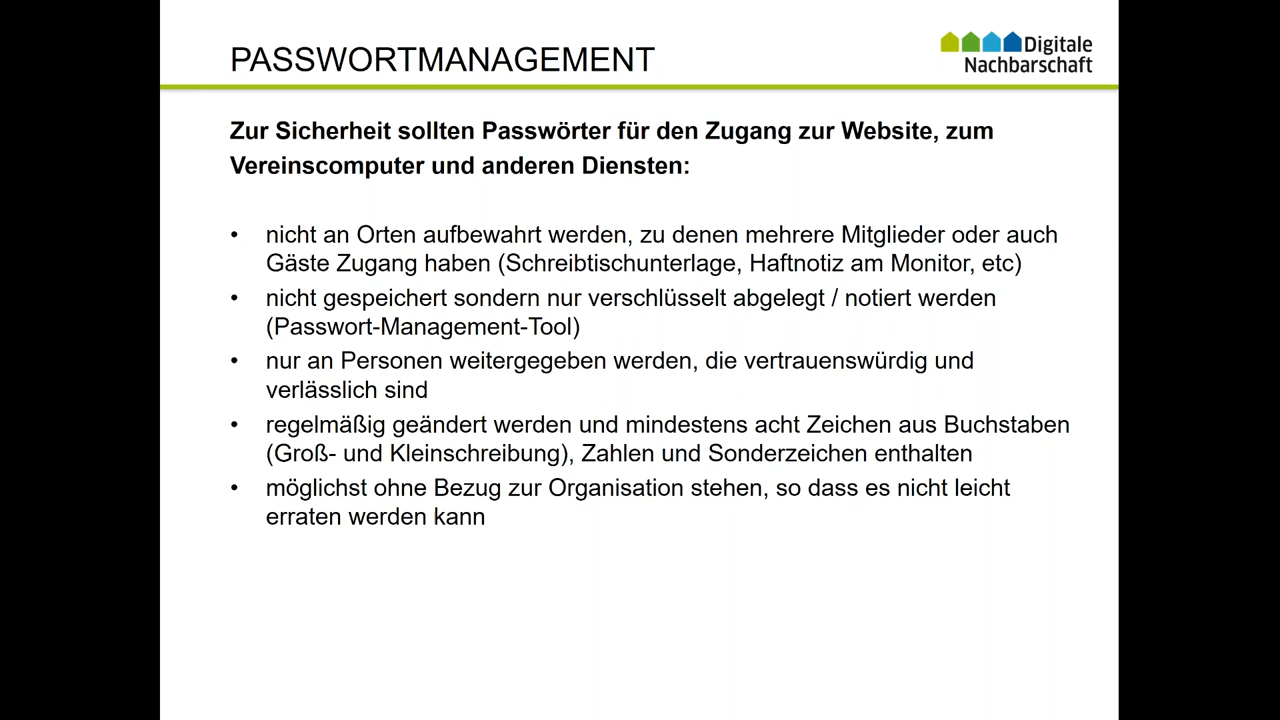 PASSWORTMANAGEMENT
Digitale
Nachbarschaft
Zur Sicherheit sollten Passwörter für den Zugang zur Website, zum
Vereinscomputer und anderen Diensten:
• nicht an Orten aufbewahrt werden, zu denen mehrere Mitglieder oder auch
Gäste Zugang haben (Schreibtischunterlage, Haftnotiz am Monitor, etc)
• nicht gespeichert sondern nur verschlüsselt abgelegt / notiert werden
(Passwort-Management-Tool)
• nur an Personen weitergegeben werden, die vertrauenswürdig und
verlässlich sind
• regelmäßig geändert werden und mindestens acht Zeichen aus Buchstaben
(Groß- und Kleinschreibung), Zahlen und Sonderzeichen enthalten
• möglichst ohne Bezug zur Organisation stehen, so dass es nicht leicht
erraten werden kann